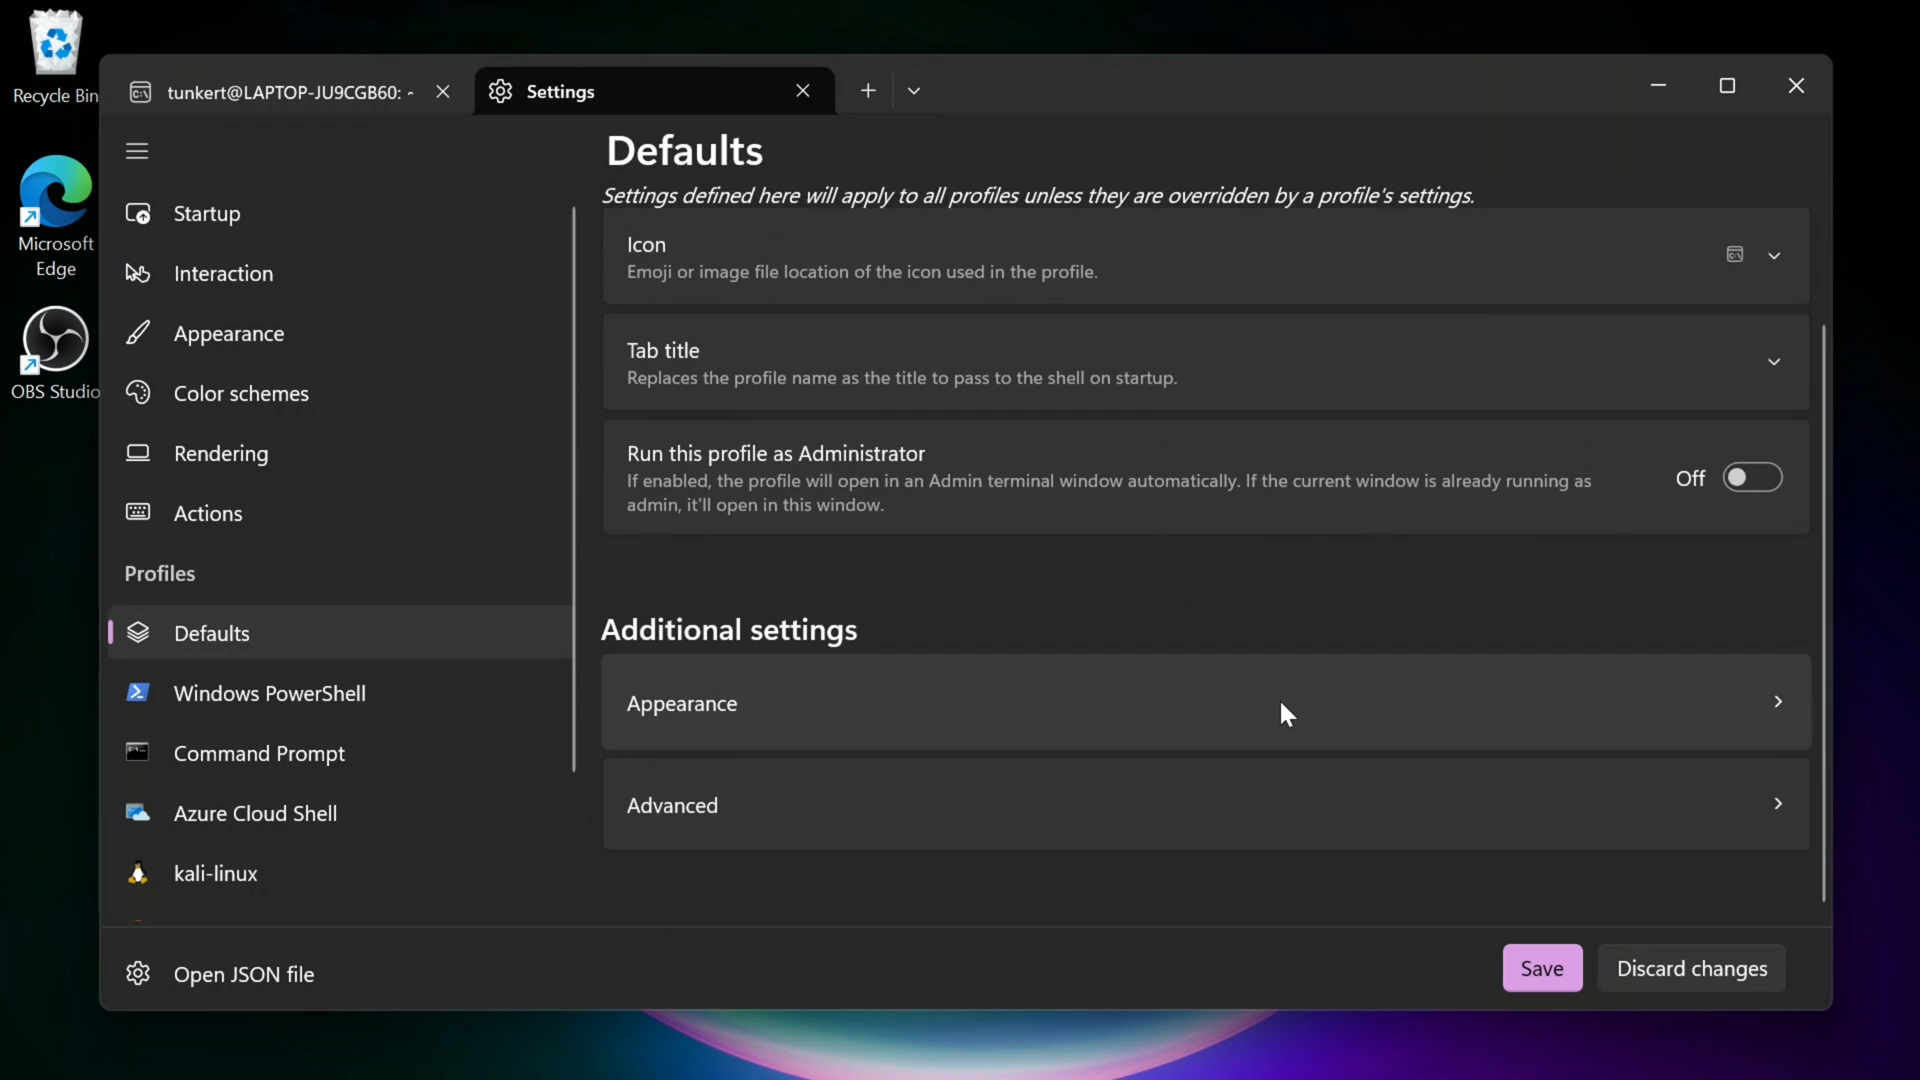 Recycle Bin
Microsoft
Edge
OBS Studio
tunkert@LAPTOP-JU9CGB60: ~
Settings
Startup
Interaction
Appearance
Color schemes
Rendering
Actions
Profiles
Defaults
Windows PowerShell
Command Prompt
Azure Cloud Shell
kali-linux
Open JSON file
Defaults
Settings defined here will apply to all profiles unless they are overridden by a profile's settings.
Icon
Emoji or image file location of the icon used in the profile.
Tab title
Replaces the profile name as the title to pass to the shell on startup.
Run this profile as Administrator
If enabled, the profile will open in an Admin terminal window automatically. If the current window is already running as
admin, it'll open in this window.
Off
Additional settings
Appearance
Advanced
Save
Discard changes